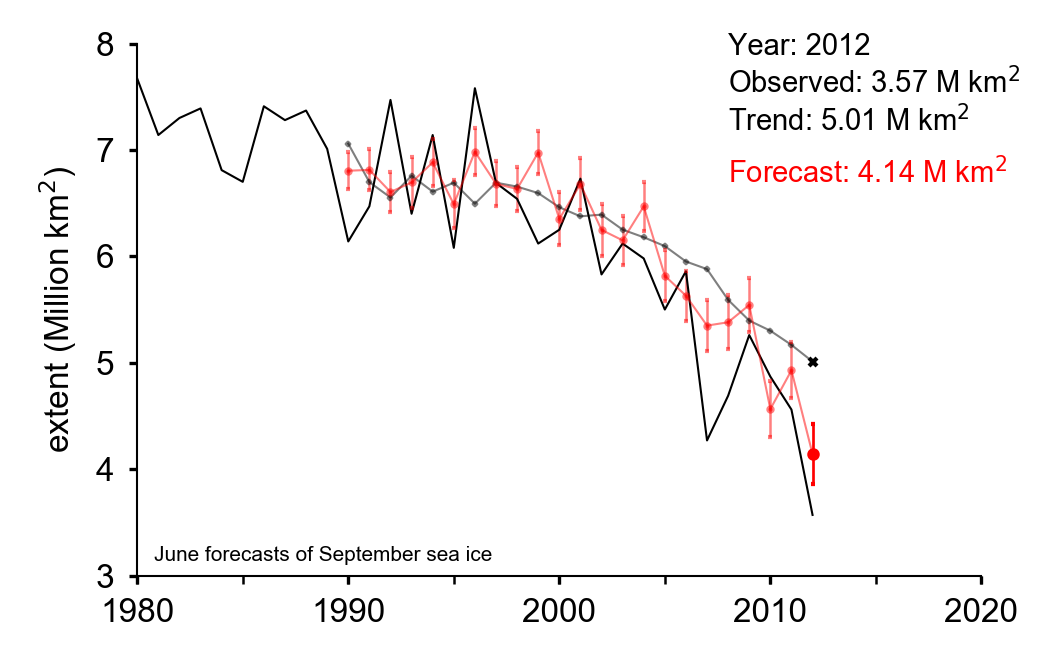 Year: 2012
Observed: 3.57 M km²
Trend: 5.01 M km²
Forecast: 4.14 M km²
8
7
6
5
4
3
extent (Million km²)
June forecasts of September sea ice
1980 1990 2000 2010 2020